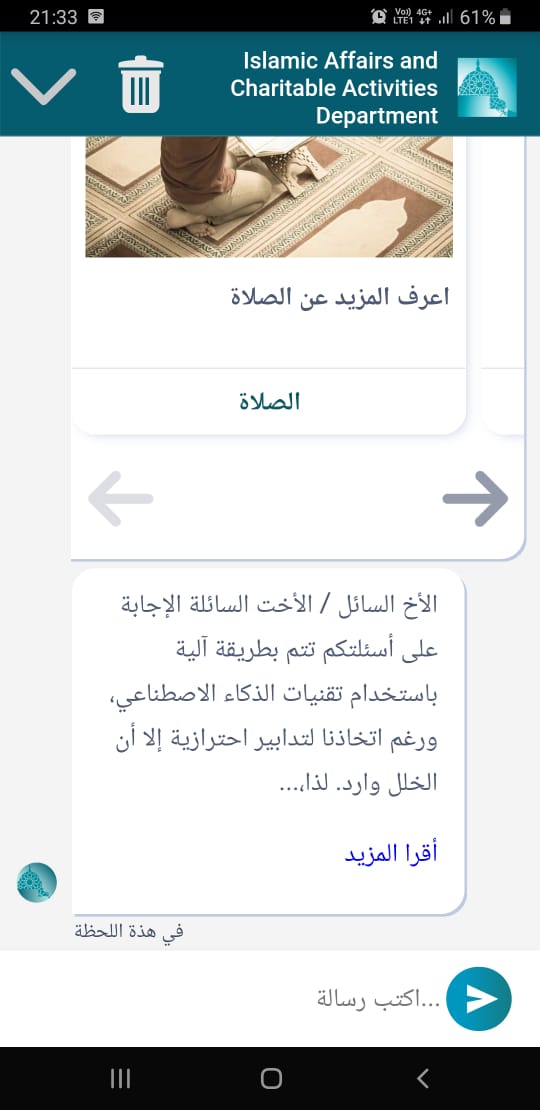 21:33
Vo)) 4G+
LTE1
61%
Islamic Affairs and
Charitable Activities
Department
اعرف المزيد عن الصلاة
الصلاة
الأخ السائل / الأخت السائلة الإجابة
على أسئلتكم تتم بطريقة آلية
باستخدام تقنيات الذكاء الاصطناعي،
ورغم اتخاذنا لتدابير احترازية إلا أن
الخلل وارد. لذا،...
أقرا المزيد
في هذة اللحظة
اكتب رسالة...